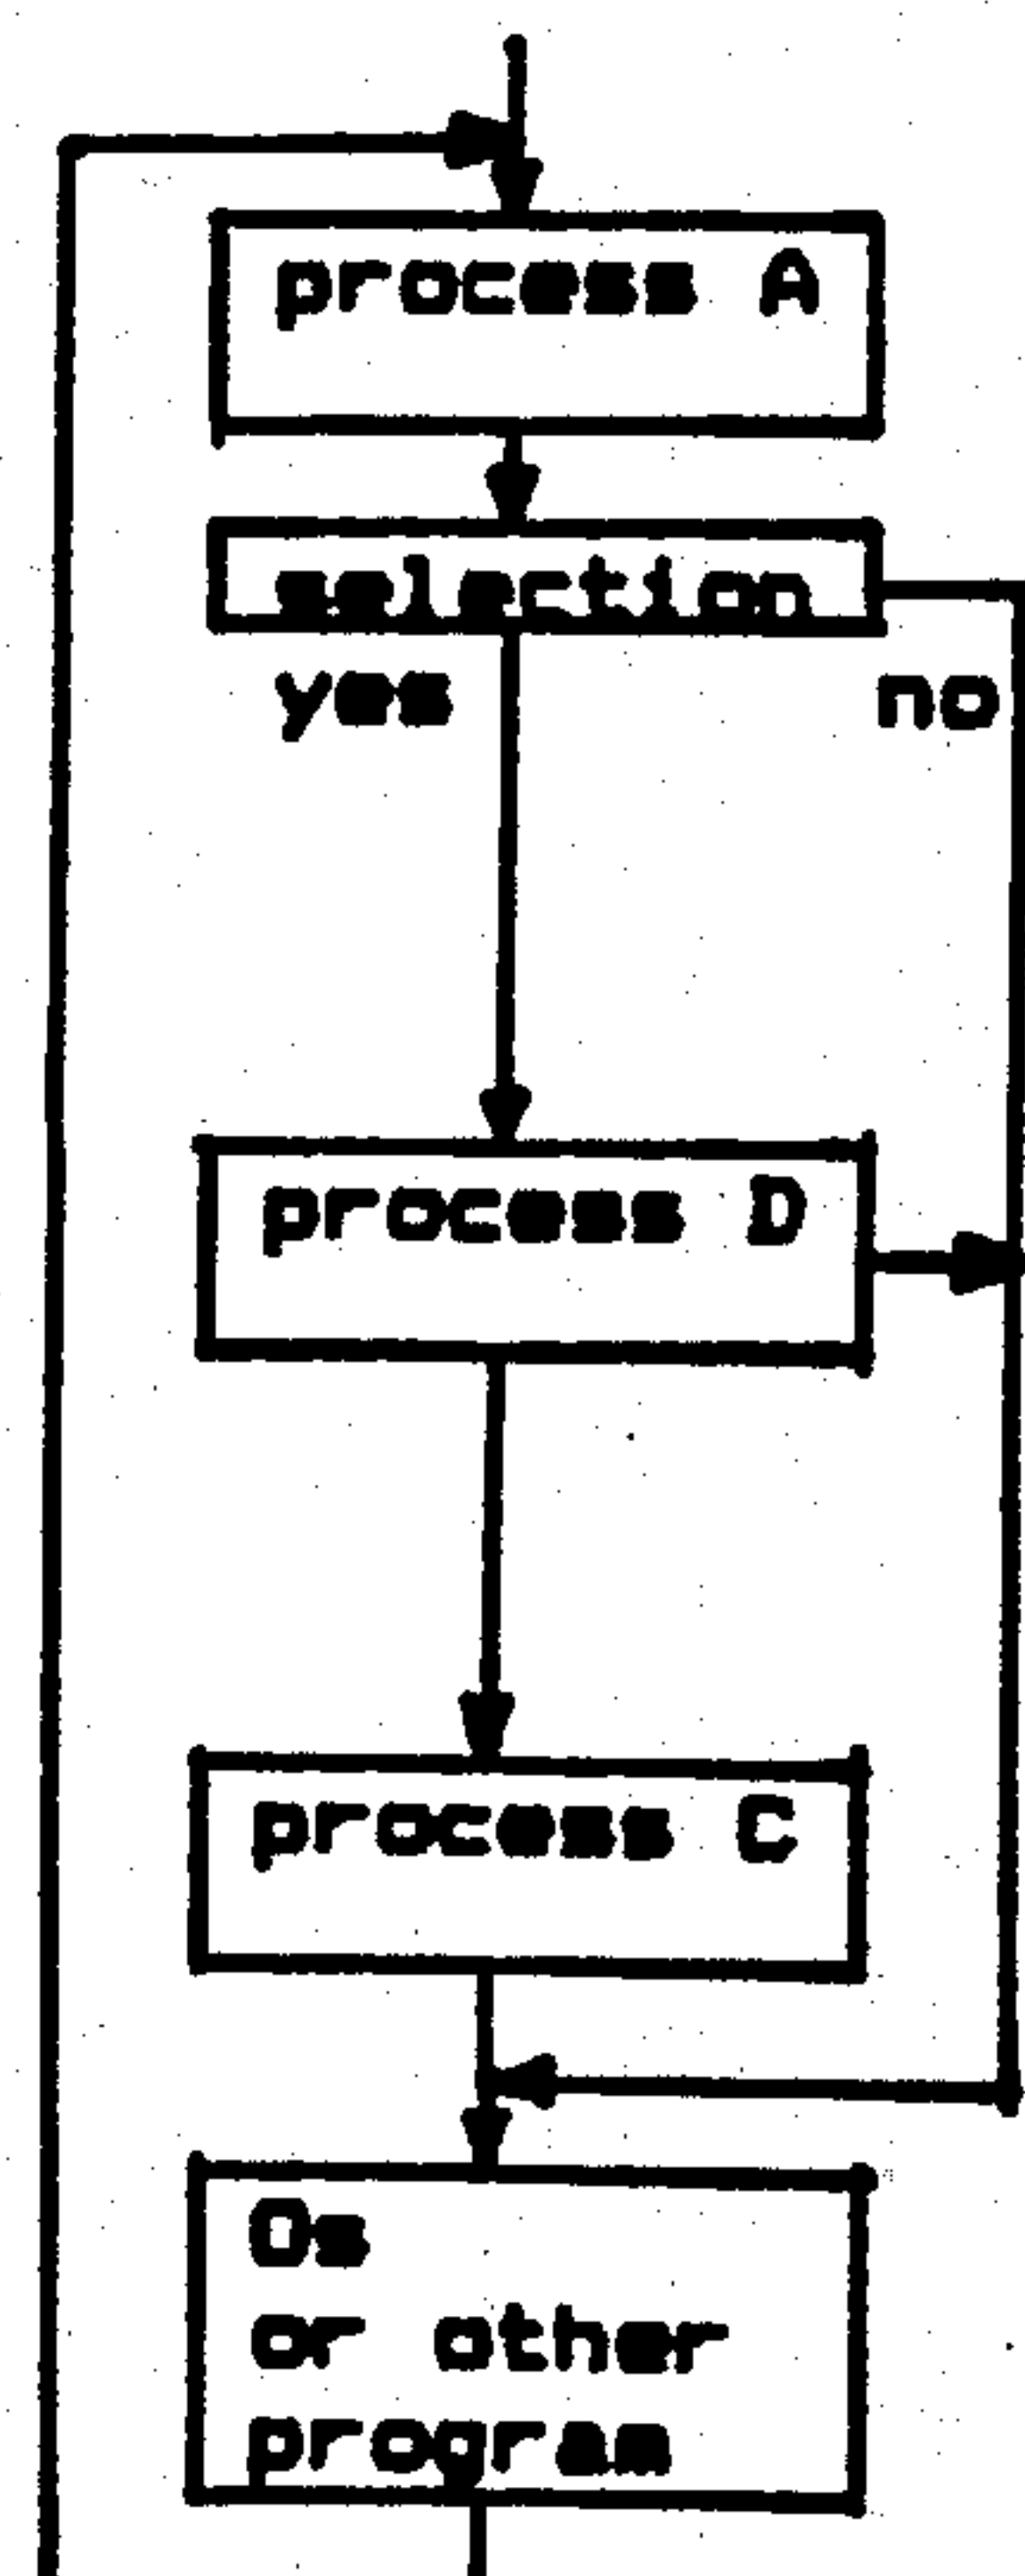 process A
selection
yes no
process D
process C
Os
or other
program